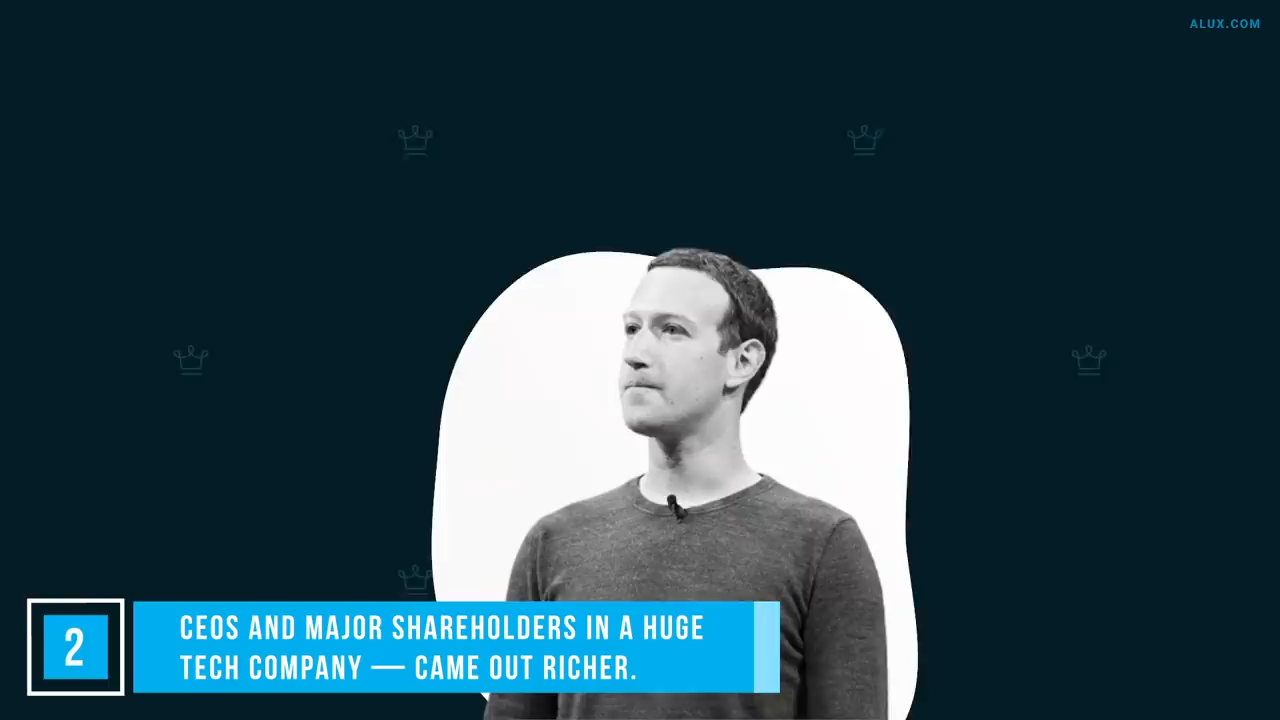 ALUX.COM
2
CEOS AND MAJOR SHAREHOLDERS IN A HUGE
TECH COMPANY — CAME OUT RICHER.